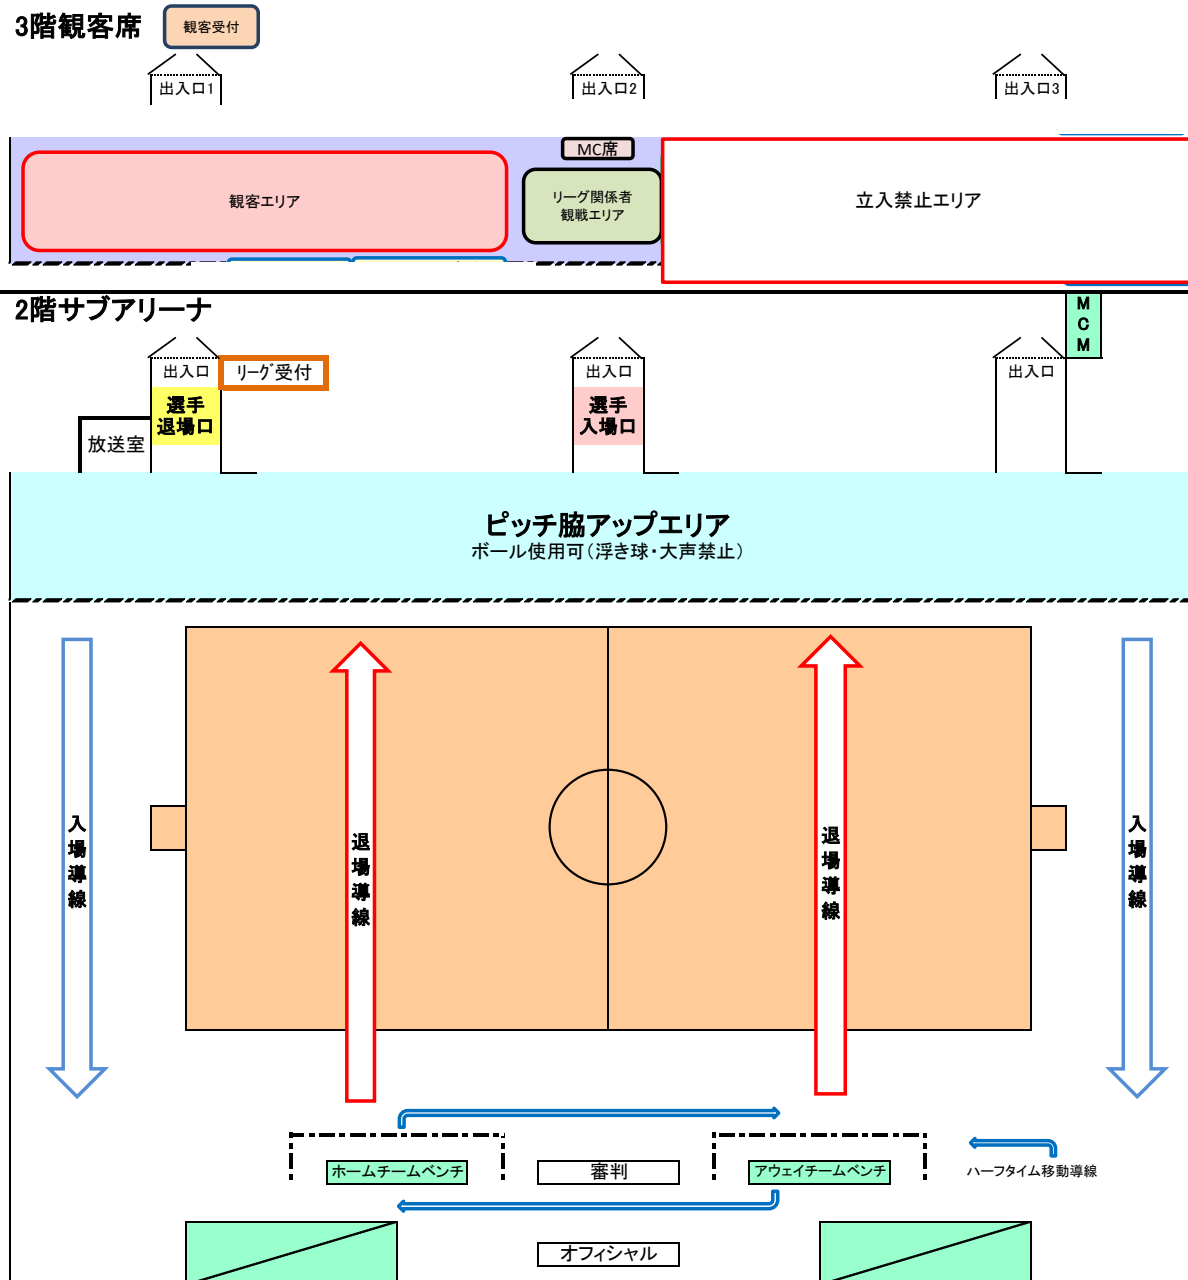 3階観客席
観客受付
出入口1
出入口2
出入口3
MC席
観客エリア
リーグ関係者
観戦エリア
立入禁止エリア
2階サブアリーナ
MCM
出入口
リーグ受付
出入口
出入口
選手
退場口
選手
入場口
放送室
ピッチ脇アップエリア
ボール使用可(浮き球・大声禁止)
入場導線
退場導線
退場導線
入場導線
ホームチームベンチ
審判
アウェイチームベンチ
ハーフタイム移動導線
オフィシャル